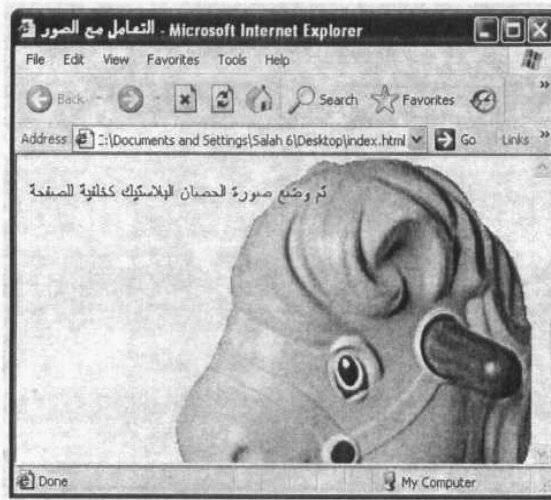 التعامل مع الصور - Microsoft Internet Explorer
File Edit View Favorites Tools Help
Back Search Favorites »
Address C:\Documents and Settings\Salah 6\Desktop\index.html Go Links »
تم وضع صورة الحصان البلاستيك كخلفية للصفحة
Done My Computer